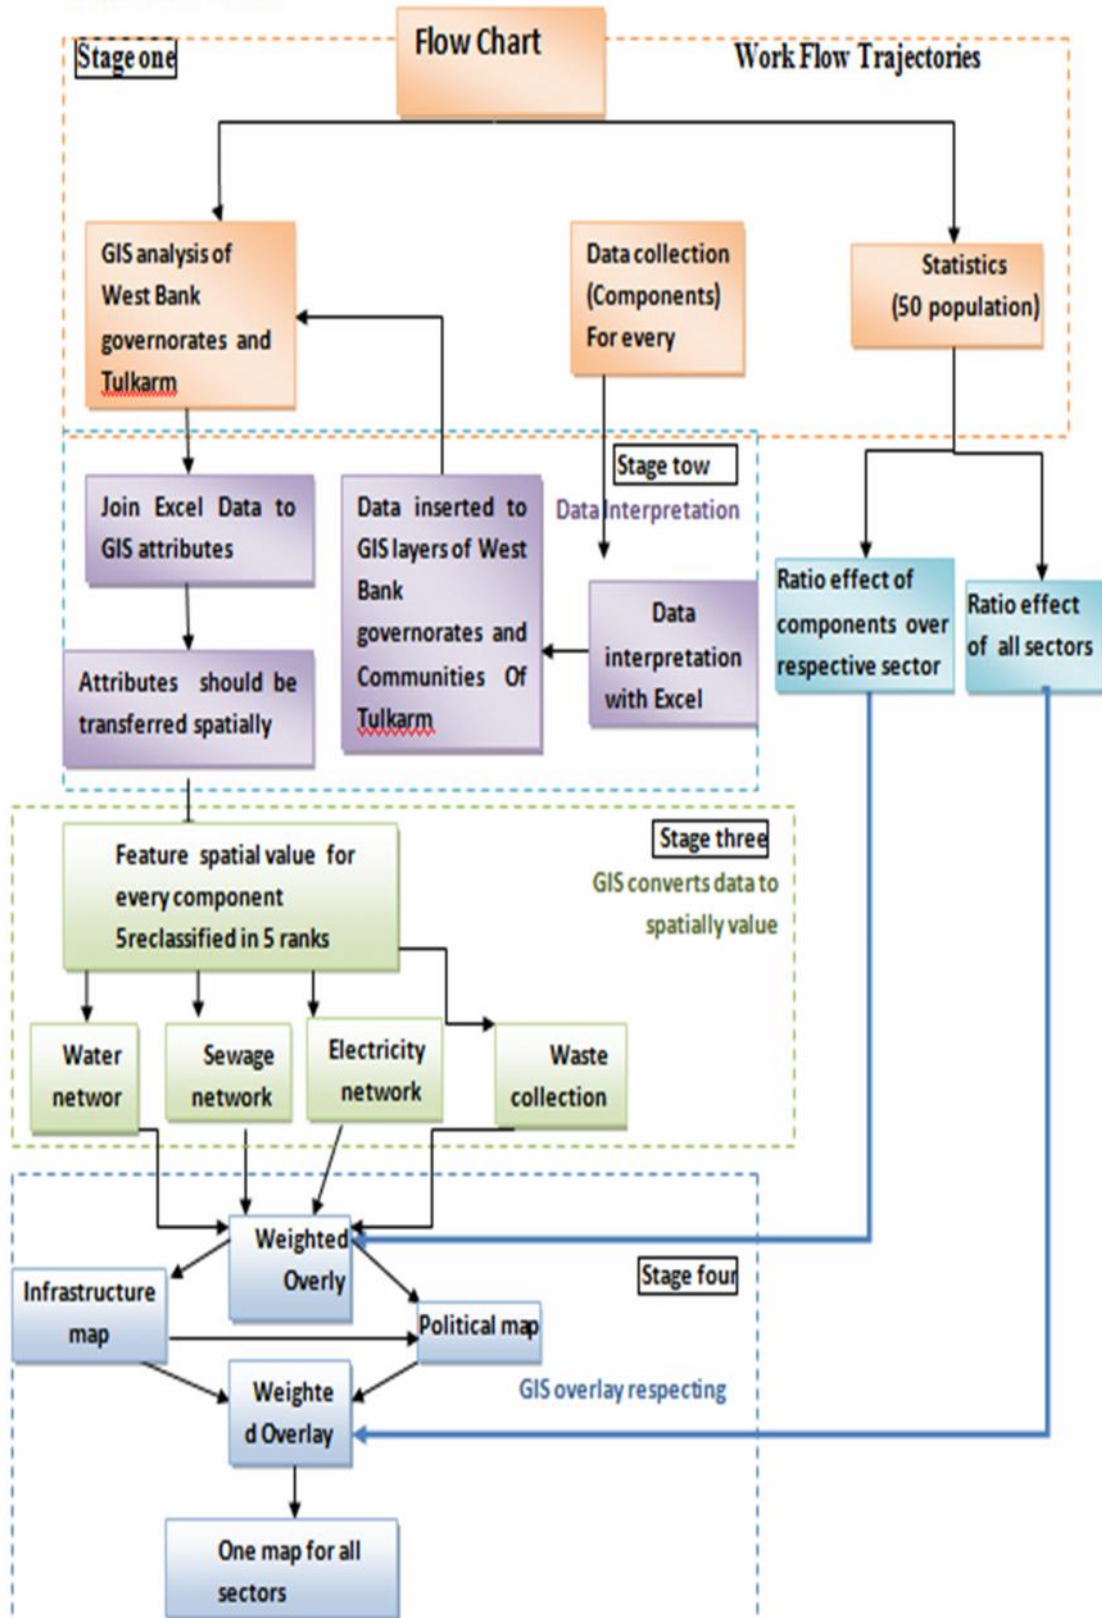 Flow Chart
Stage one
Work Flow Trajectories
GIS analysis of
West Bank
governorates and
Tulkarm
Data collection
(Components)
For every
Statistics
(50 population)
Stage tow
Data Interpretation
Join Excel Data to
GIS attributes
Data inserted to
GIS layers of West
Bank
governorates and
Communities Of
Tulkarm
Data
interpretation
with Excel
Ratio effect of
components over
respective sector
Ratio effect
of all sectors
Attributes should be
transferred spatially
Stage three
GIS converts data to
spatially value
Feature spatial value for
every component
5reclassified in 5 ranks
Water
networ
Sewage
network
Electricity
network
Waste
collection
Weighted
Overly
Stage four
Infrastructure
map
Political map
GIS overlay respecting
Weighte
d Overlay
One map for all
sectors